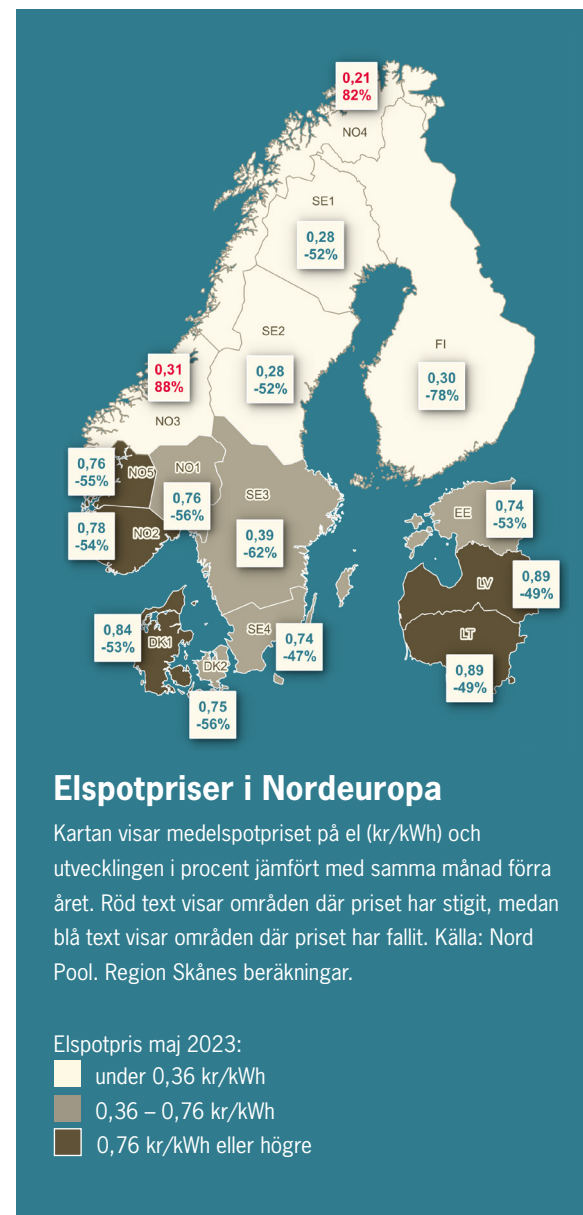 0,21
82%
NO4
SE1
0,28
-52%
SE2
0,28
-52%
FI
0,30
-78%
0,31
88%
NO3
0,76
-55%
NO5
NO1
0,76
-56%
0,78
-54%
NO2
SE3
0,39
-62%
EE
0,74
-53%
LV
0,89
-49%
LT
0,89
-49%
0,84
-53%
DK1
DK2
0,75
-56%
SE4
0,74
-47%
Elspotpriser i Nordeuropa
Kartan visar medelspotpriset på el (kr/kWh) och
utvecklingen i procent jämfört med samma månad förra
året. Röd text visar områden där priset har stigit, medan
blå text visar områden där priset har fallit. Källa: Nord
Pool. Region Skånes beräkningar.
Elspotpris maj 2023:
under 0,36 kr/kWh
0,36 – 0,76 kr/kWh
0,76 kr/kWh eller högre